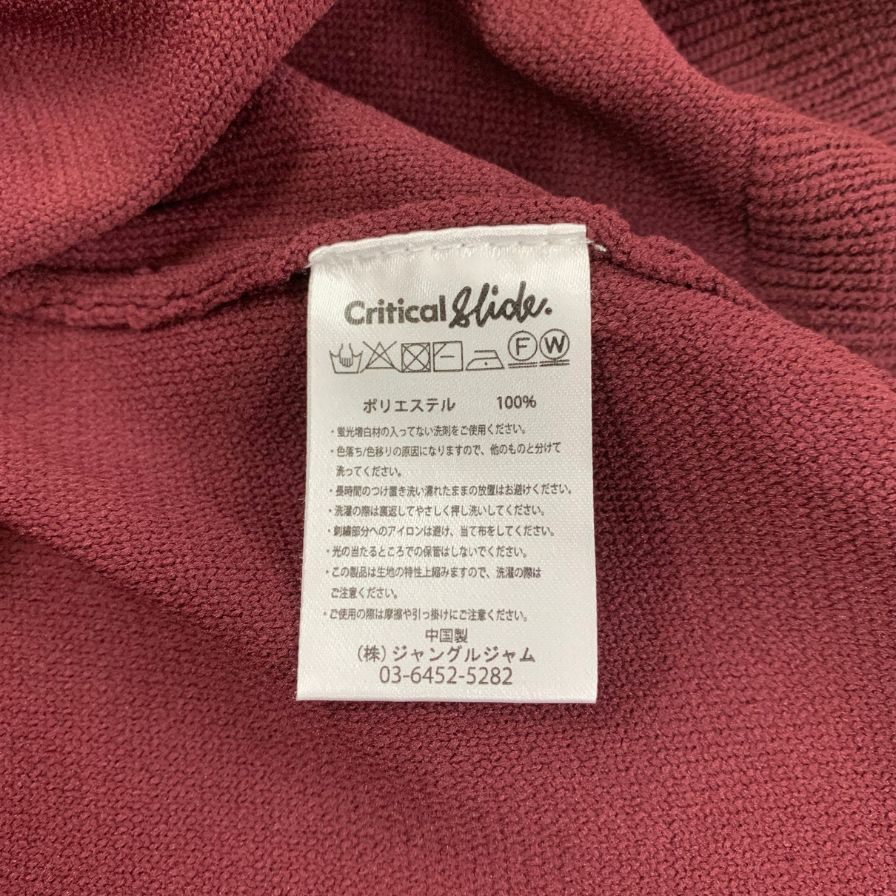 Critical Slide.
F W
ポリエステル 100%
・蛍光増白材の入ってない洗剤をご使用ください。
・色落ち/色移りの原因になりますので、他のものと分けて
洗ってください。
・長時間のつけ置き洗い濡れたままの放置はお避けください。
・洗濯の際は裏返してやさしく押し洗いしてください。
・刺繍部分へのアイロンは避け、当て布をしてください。
・光の当たるところでの保管はしないでください。
・この製品は生地の特性上縮みますので、洗濯の際は
ご注意ください。
・ご使用の際は摩擦や引っ掛けにご注意ください。
中国製
(株)ジャングルジャム
03-6452-5282